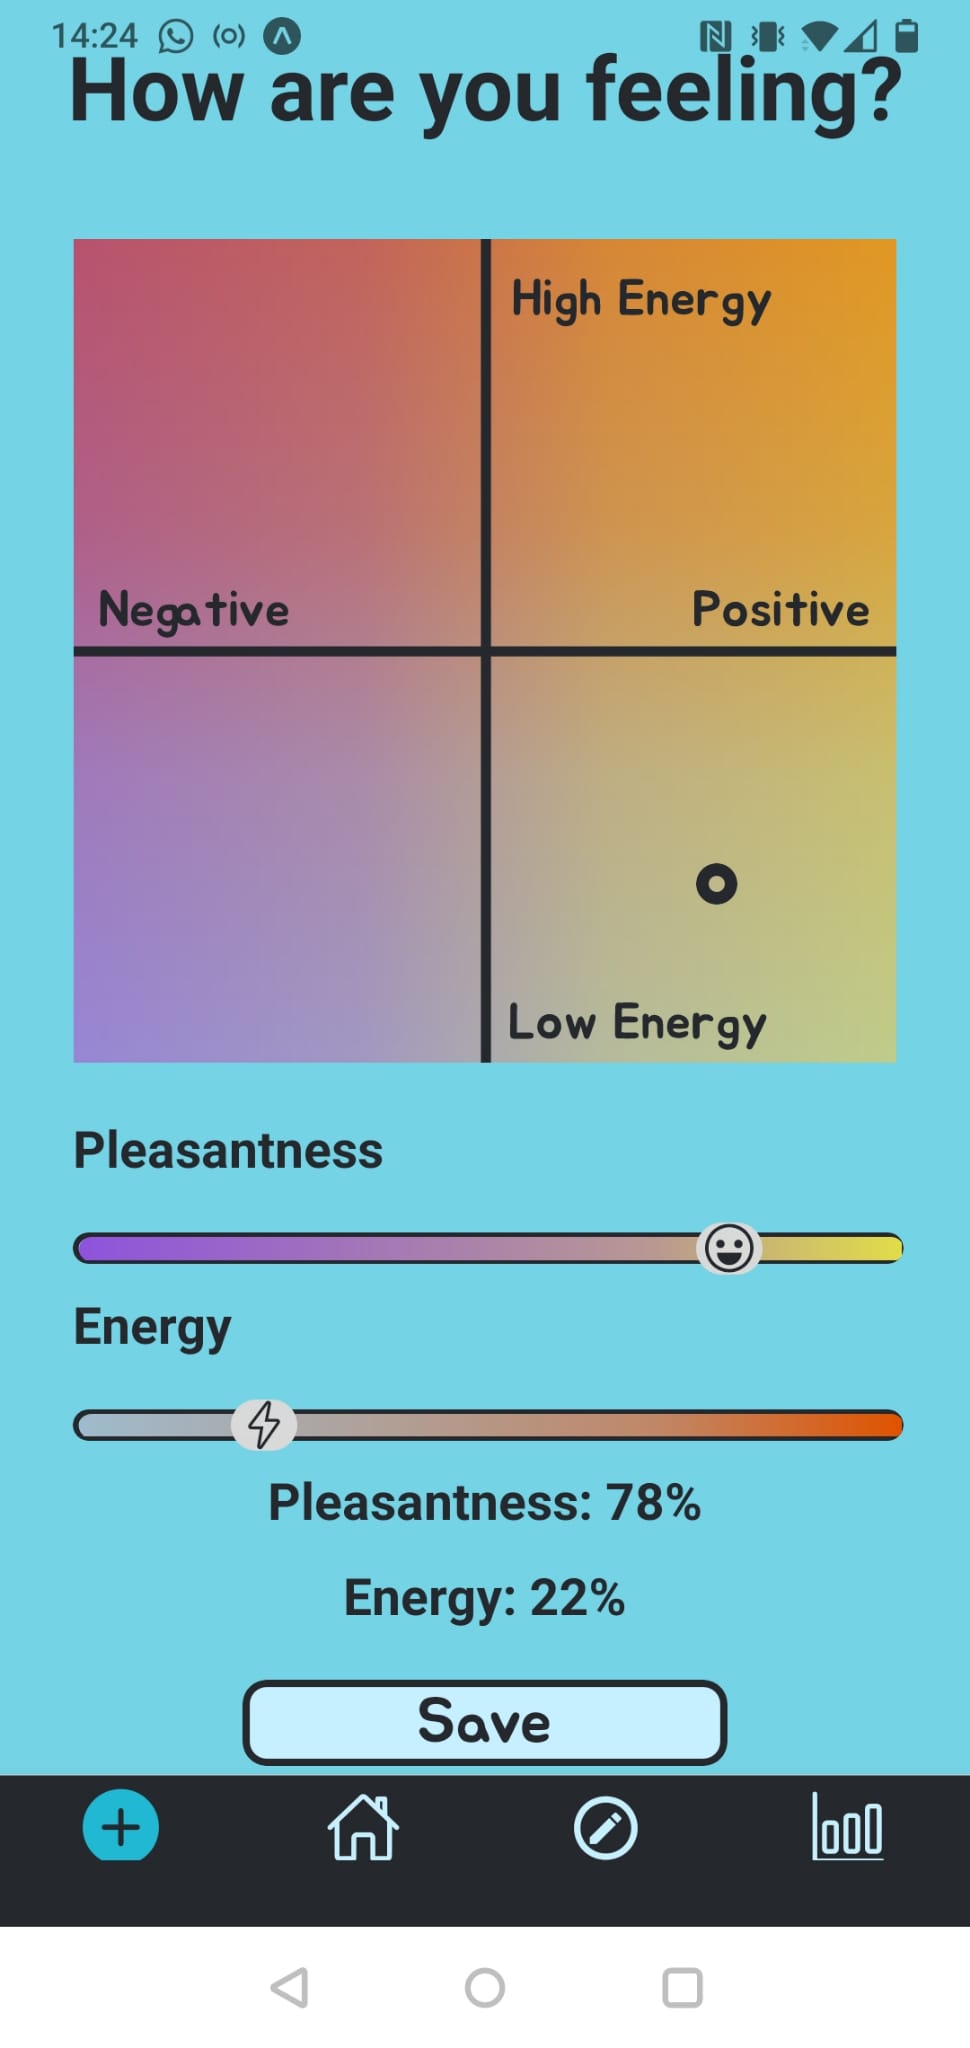 14:24
How are you feeling?
High Energy
Negative
Positive
Low Energy
Pleasantness
Energy
Pleasantness: 78%
Energy: 22%
Save